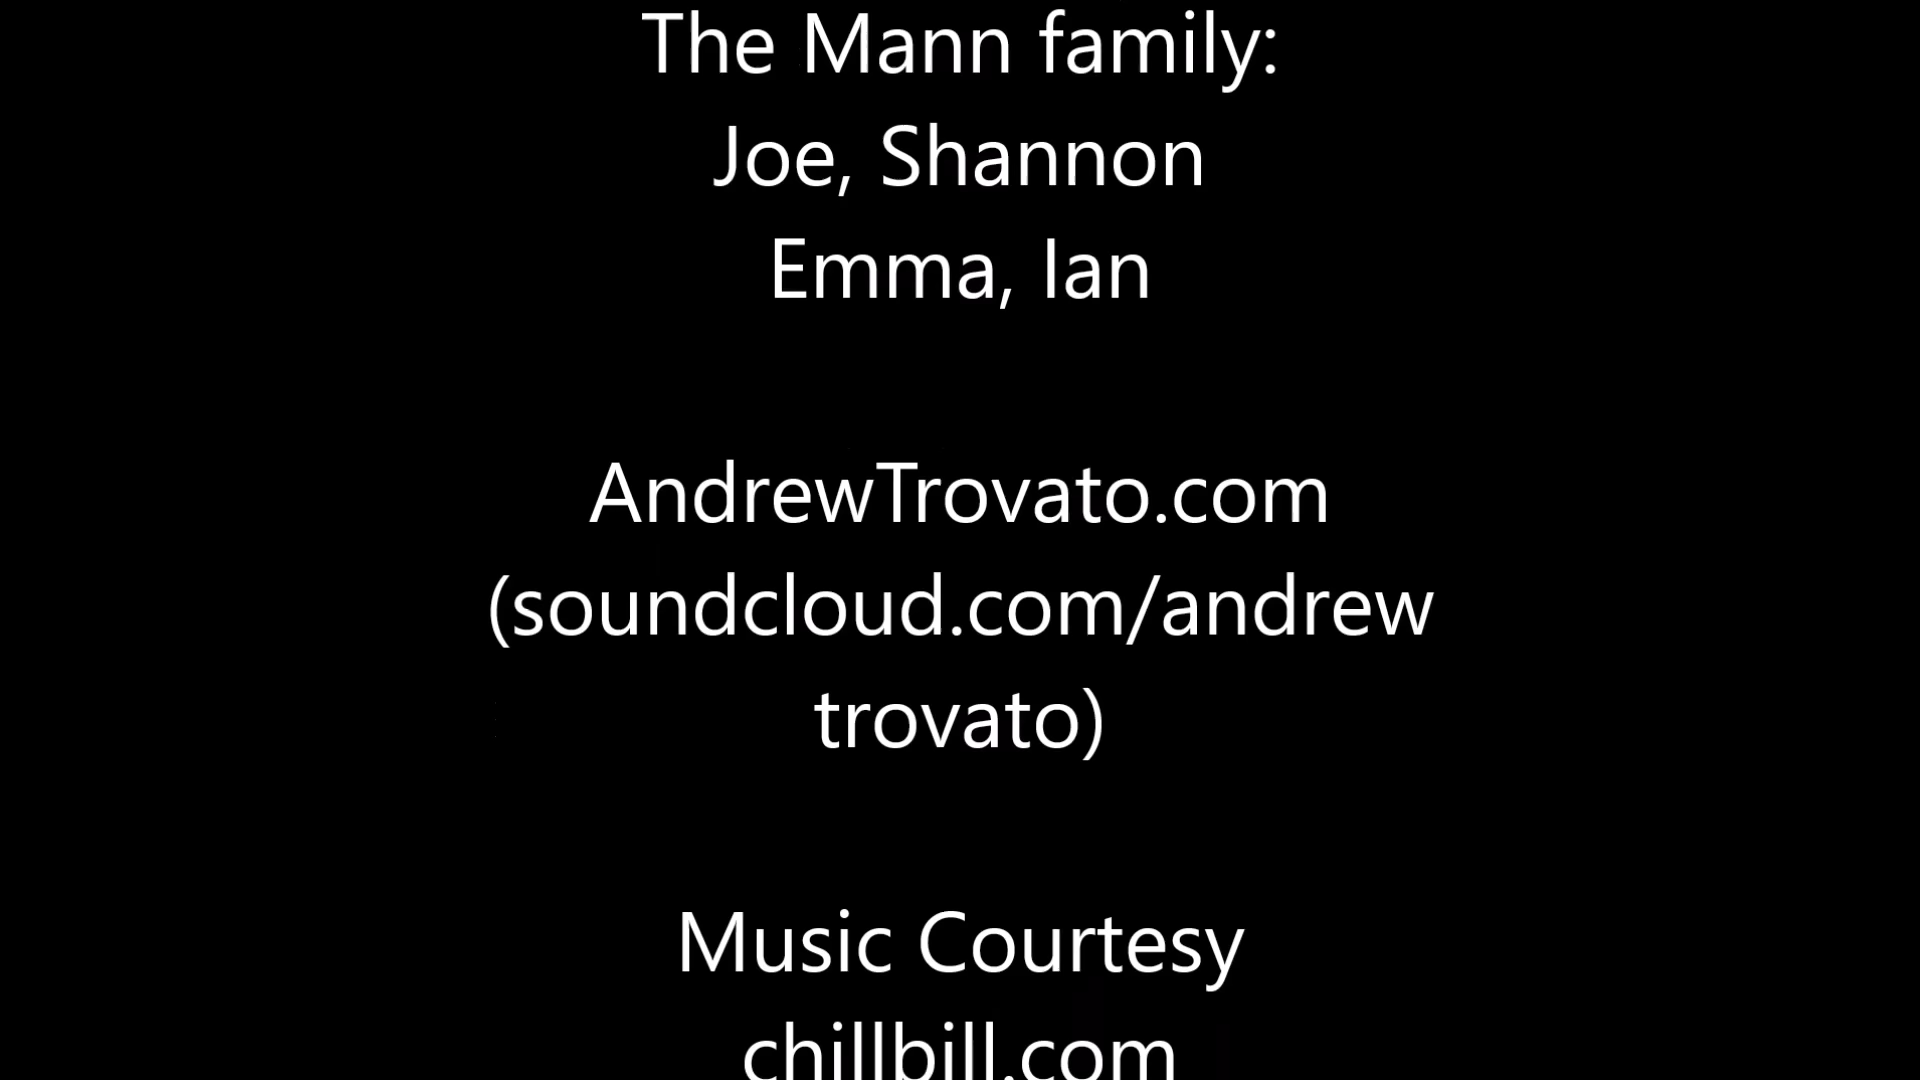 The Mann family:
Joe, Shannon
Emma, Ian
AndrewTrovato.com
(soundcloud.com/andrew
trovato)
Music Courtesy
chillbill.com